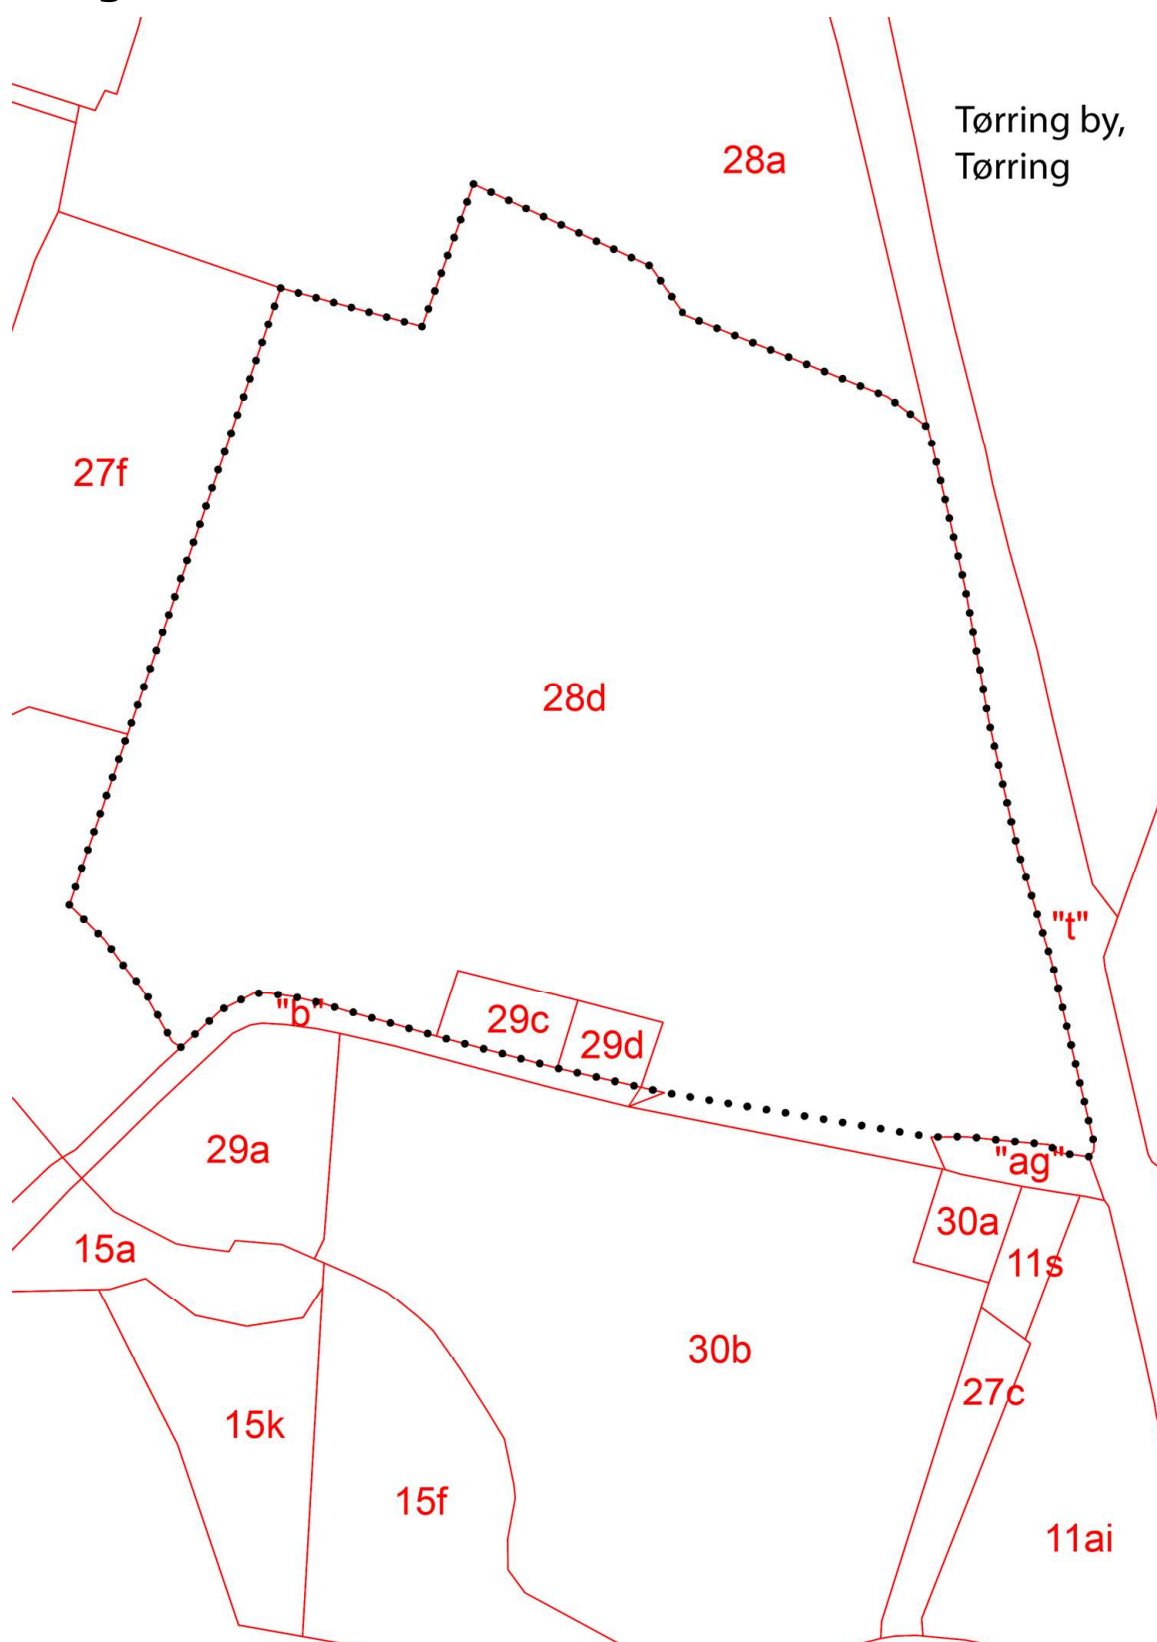 Tørring by,
Tørring
28a
27f
28d
"t"
"b"
29c
29d
29a
"ag"
30a
15a
11s
30b
27c
15k
15f
11ai